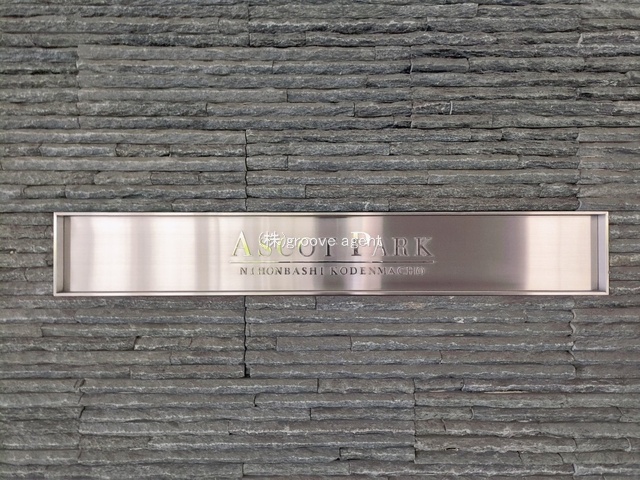 ASCOT PARK
(株)groove agent
NIHONBASHI KODENMACHO